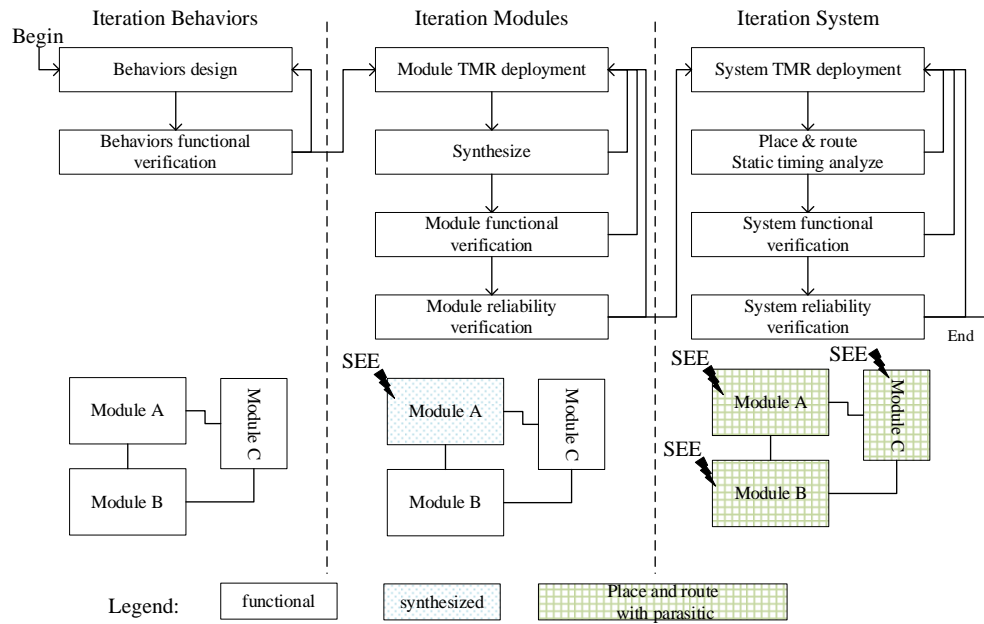 Iteration Behaviors
Iteration Modules
Iteration System
Begin
Behaviors design
Behaviors functional
verification
Module TMR deployment
Synthesize
Module functional
verification
Module reliability
verification
System TMR deployment
Place & route
Static timing analyze
System functional
verification
System reliability
verification
End
Module A
Module B
Module C
SEE
Module A
Module B
Module C
SEE
SEE
SEE
Module A
Module B
Module C
Legend:
functional
synthesized
Place and route
with parasitic